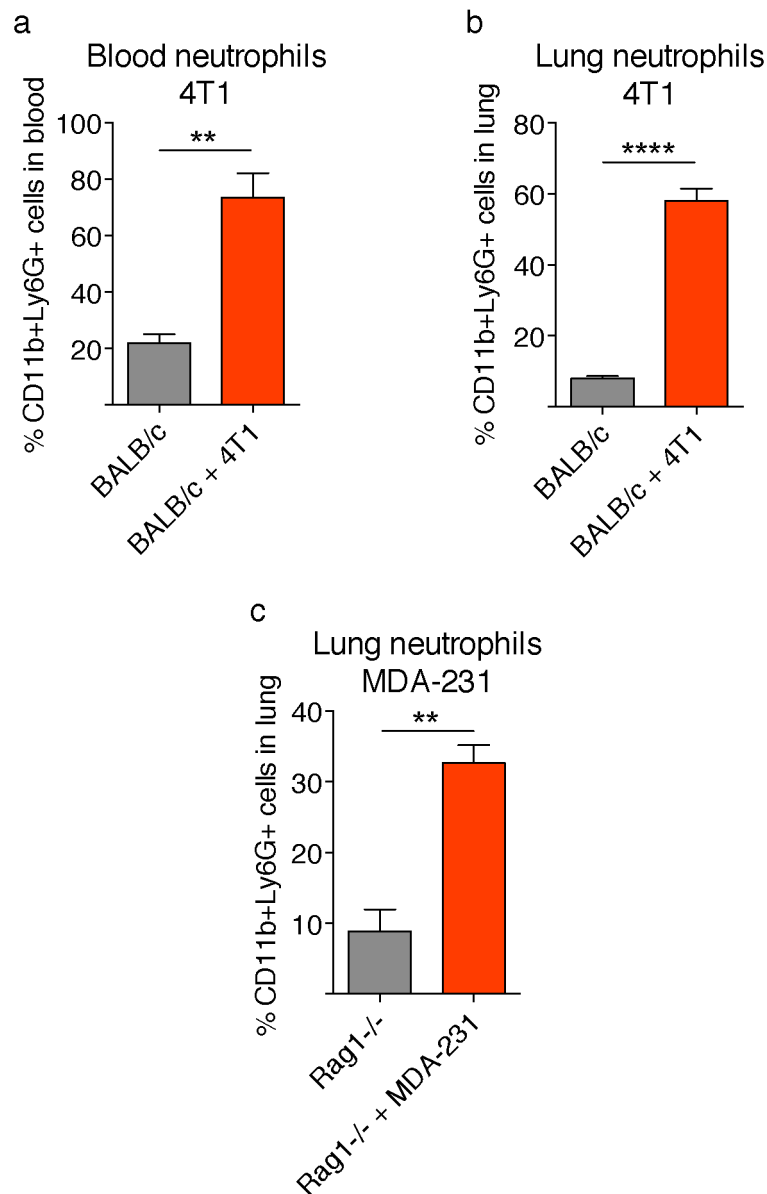 a
Blood neutrophils
4T1
% CD11b+Ly6G+ cells in blood
100
80
60
40
20
**
BALB/c
BALB/c + 4T1
b
Lung neutrophils
4T1
% CD11b+Ly6G+ cells in lung
80
60
40
20
****
BALB/c
BALB/c + 4T1
c
Lung neutrophils
MDA-231
% CD11b+Ly6G+ cells in lung
40
30
20
10
**
Rag1-/-
Rag1-/- + MDA-231